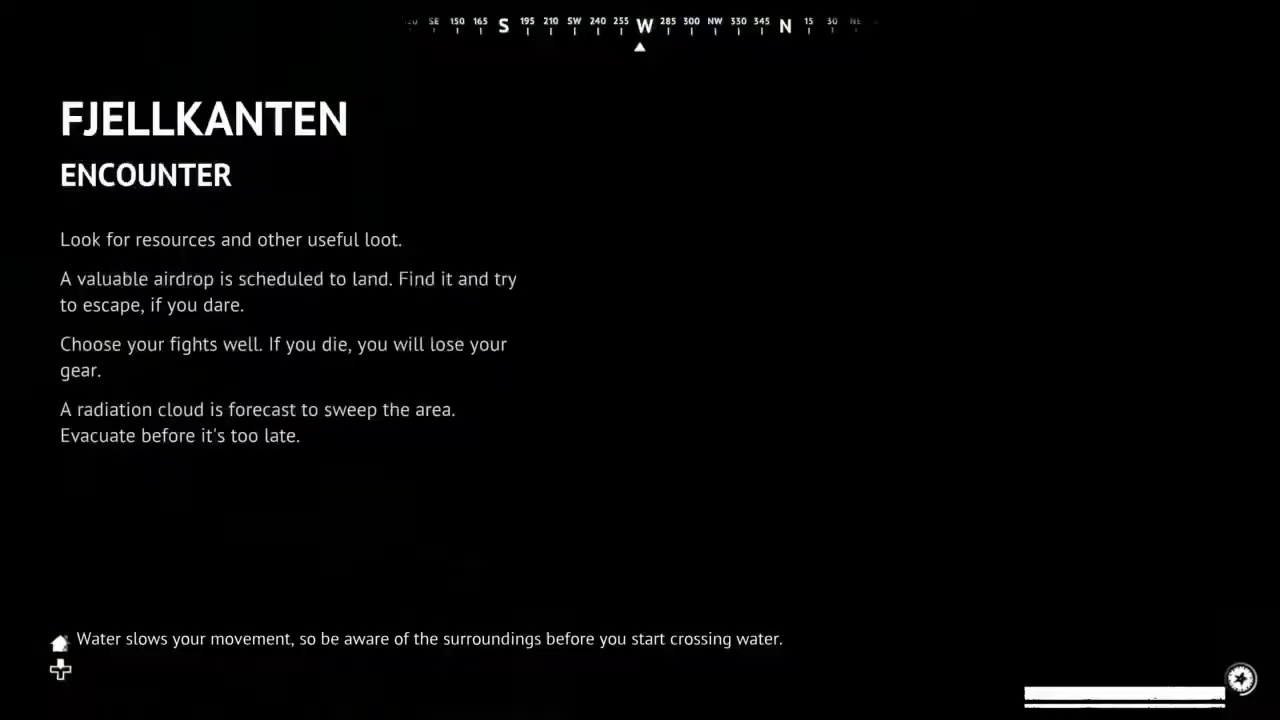 SE 150 165 S 195 210 SW 240 255 W 285 300 NW 330 345 N 15 30 NE
FJELLKANTEN
ENCOUNTER
Look for resources and other useful loot.
A valuable airdrop is scheduled to land. Find it and try
to escape, if you dare.
Choose your fights well. If you die, you will lose your
gear.
A radiation cloud is forecast to sweep the area.
Evacuate before it's too late.
Water slows your movement, so be aware of the surroundings before you start crossing water.